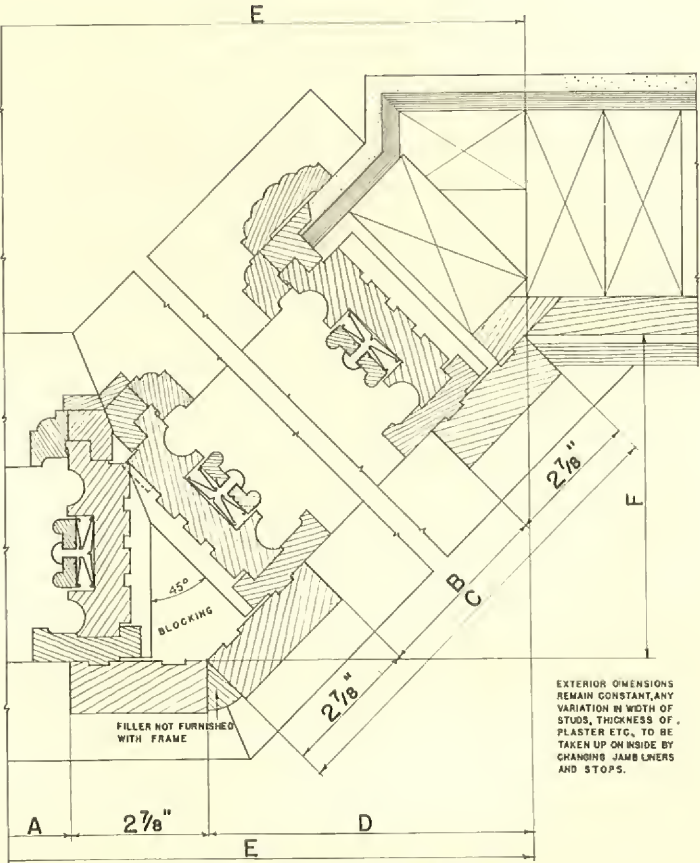 E
2 7/8"
F
B
C
45°
BLOCKING
2 7/8"
EXTERIOR DIMENSIONS
REMAIN CONSTANT, ANY
VARIATION IN WIDTH OF
STUDS, THICKNESS OF
PLASTER ETC., TO BE
TAKEN UP ON INSIDE BY
CHANGING JAMB LINERS
AND STOPS.
FILLER NOT FURNISHED
WITH FRAME
A 2 7/8" D
E